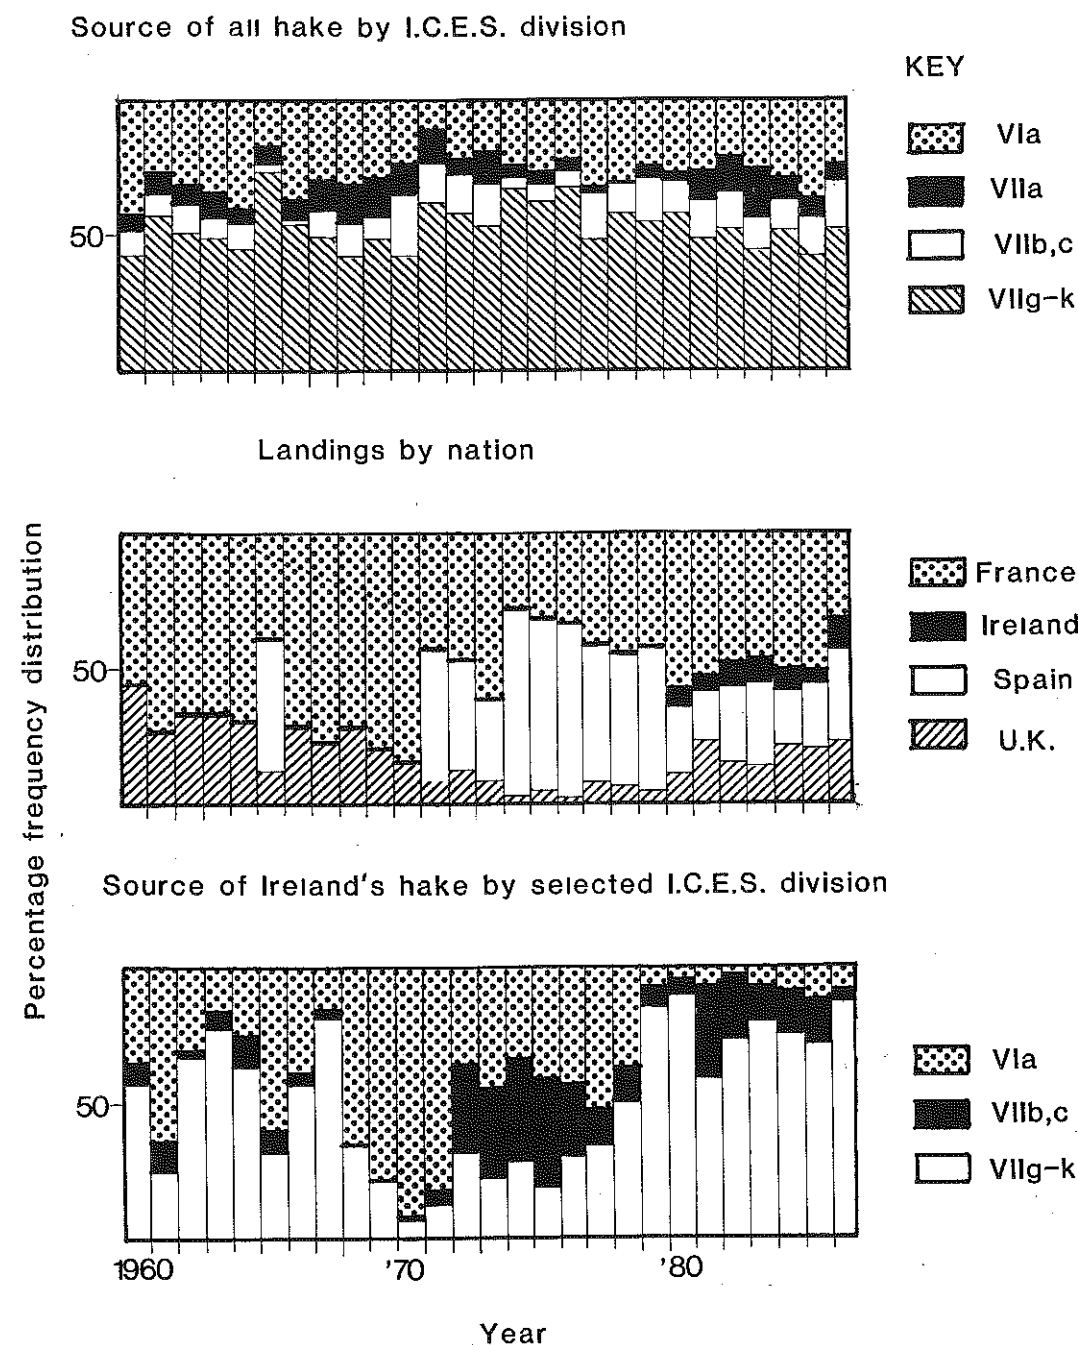 Source of all hake by I.C.E.S. division
KEY
VIa
VIIa
VIIb,c
VIIg-k
50
Landings by nation
Percentage frequency distribution
France
Ireland
Spain
U.K.
50
Source of Ireland's hake by selected I.C.E.S. division
VIa
VIIb,c
VIIg-k
50
1960 '70 '80
Year